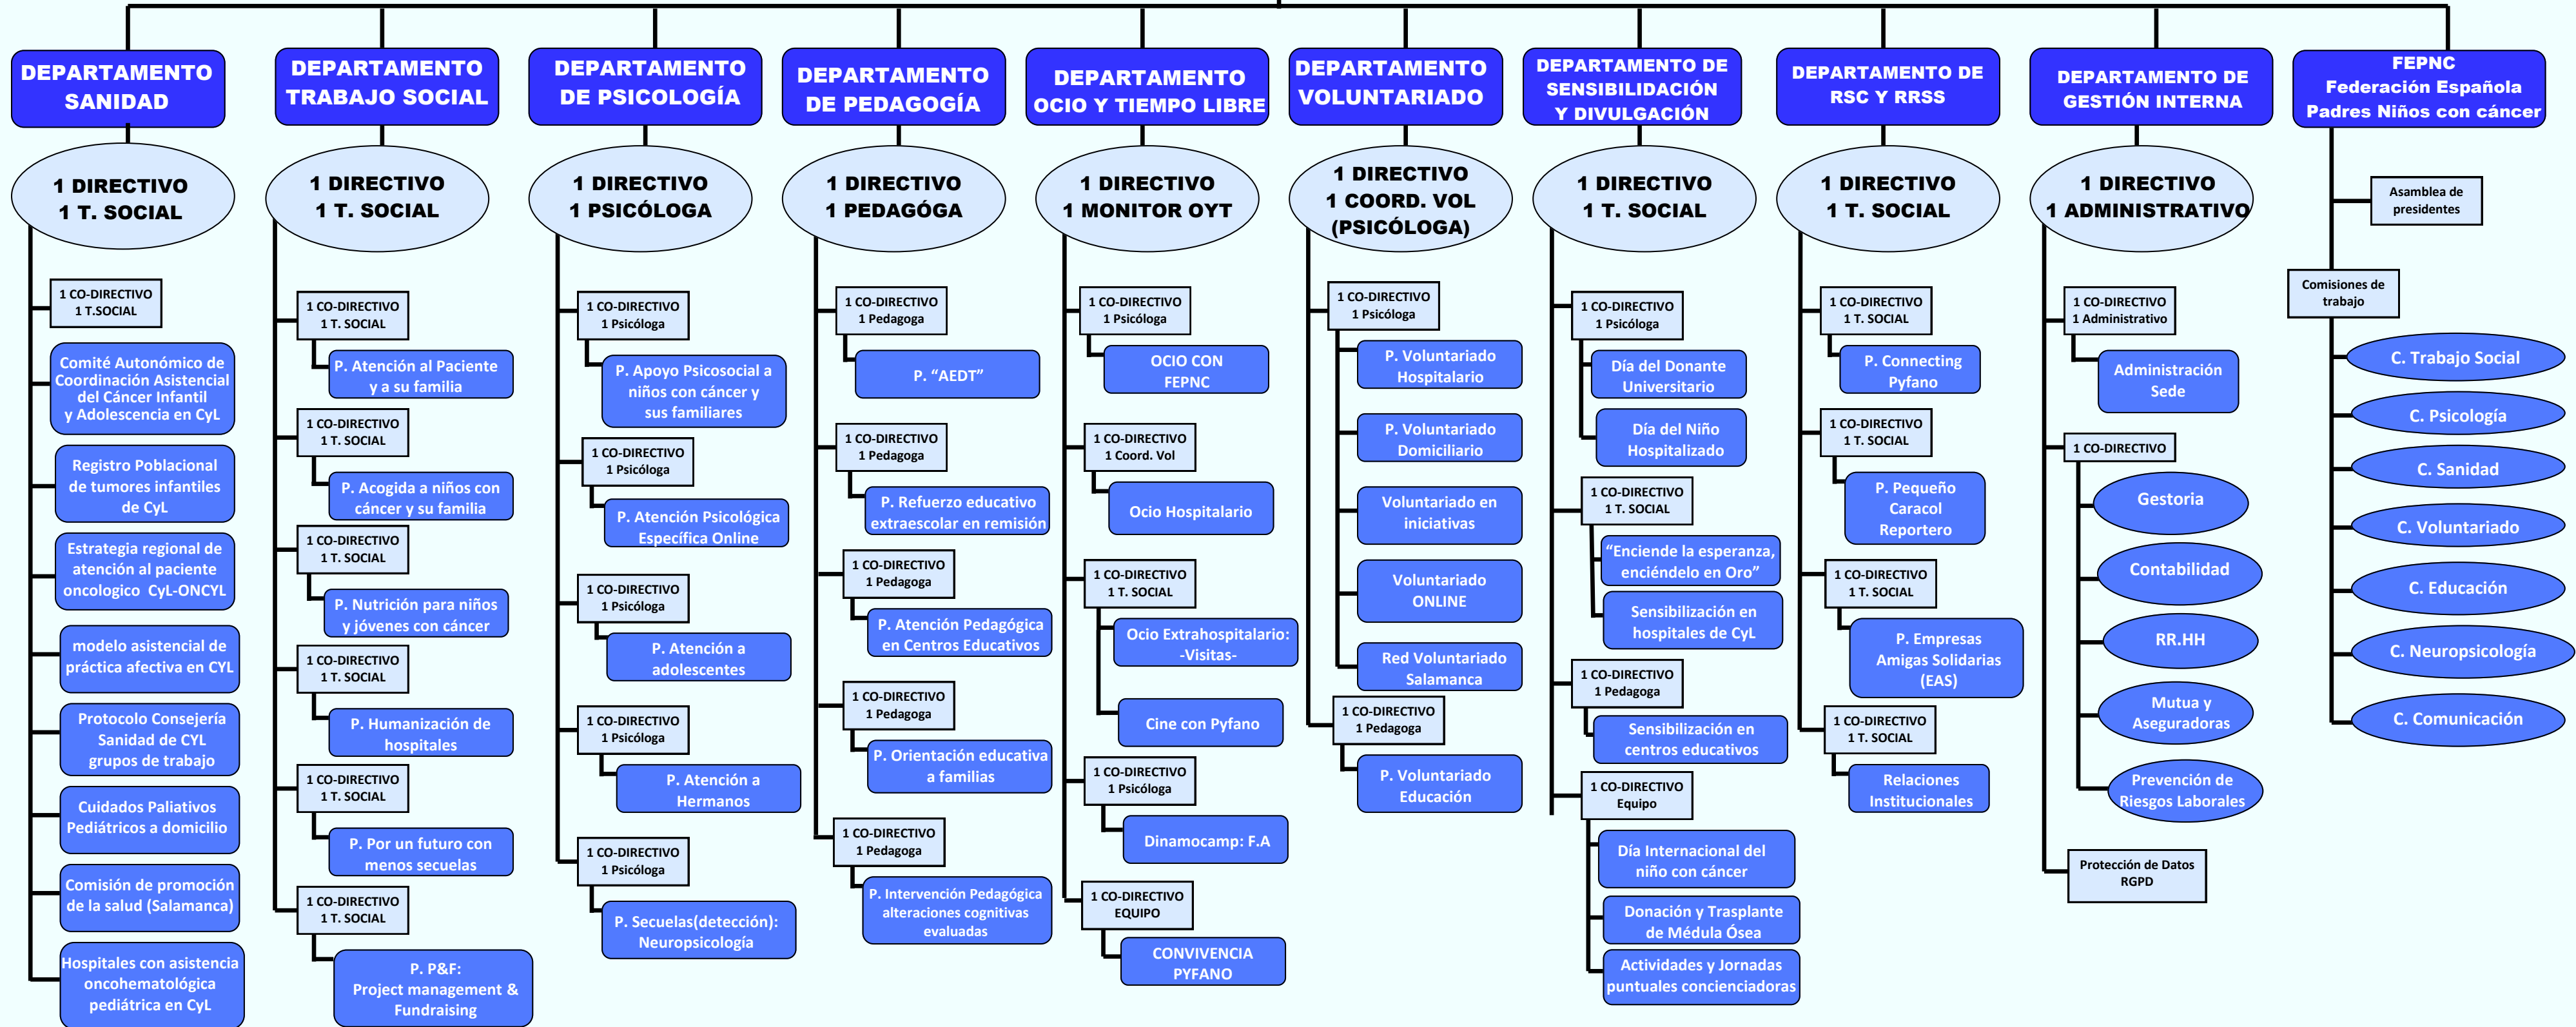 DEPARTAMENTO
SANIDAD
1 DIRECTIVO
1 T. SOCIAL
1 CO-DIRECTIVO
1 T.SOCIAL
Comité Autonómico de
Coordinación Asistencial
del Cáncer Infantil
y Adolescencia en CyL
Registro Poblacional
de tumores infantiles
de CyL
Estrategia regional de
atención al paciente
oncologico CyL-ONCYL
modelo asistencial de
práctica afectiva en CYL
Protocolo Consejería
Sanidad de CYL
grupos de trabajo
Cuidados Paliativos
Pediátricos a domicilio
Comisión de promoción
de la salud (Salamanca)
Hospitales con asistencia
oncohematológica
pediátrica en CyL
DEPARTAMENTO
TRABAJO SOCIAL
1 DIRECTIVO
1 T. SOCIAL
1 CO-DIRECTIVO
1 T. SOCIAL
P. Atención al Paciente
y a su familia
1 CO-DIRECTIVO
1 T. SOCIAL
P. Acogida a niños con
cáncer y su familia
1 CO-DIRECTIVO
1 T. SOCIAL
P. Nutrición para niños
y jóvenes con cáncer
1 CO-DIRECTIVO
1 T. SOCIAL
P. Humanización de
hospitales
1 CO-DIRECTIVO
1 T. SOCIAL
P. Por un futuro con
menos secuelas
1 CO-DIRECTIVO
1 T. SOCIAL
P. P&F:
Project management &
Fundraising
DEPARTAMENTO
DE PSICOLOGÍA
1 DIRECTIVO
1 PSICÓLOGA
1 CO-DIRECTIVO
1 Psicóloga
P. Apoyo Psicosocial a
niños con cáncer y
sus familiares
1 CO-DIRECTIVO
1 Psicóloga
P. Atención Psicológica
Específica Online
1 CO-DIRECTIVO
1 Psicóloga
P. Atención a
adolescentes
1 CO-DIRECTIVO
1 Psicóloga
P. Atención a
Hermanos
1 CO-DIRECTIVO
1 Psicóloga
P. Secuelas(detección):
Neuropsicología
DEPARTAMENTO
DE PEDAGOGÍA
1 DIRECTIVO
1 PEDAGÓGA
1 CO-DIRECTIVO
1 Pedagoga
P. “AEDT”
1 CO-DIRECTIVO
1 Pedagoga
P. Refuerzo educativo
extraescolar en remisión
1 CO-DIRECTIVO
1 Pedagoga
P. Atención Pedagógica
en Centros Educativos
1 CO-DIRECTIVO
1 Pedagoga
P. Orientación educativa
a familias
1 CO-DIRECTIVO
1 Pedagoga
P. Intervención Pedagógica
alteraciones cognitivas
evaluadas
DEPARTAMENTO
OCIO Y TIEMPO LIBRE
1 DIRECTIVO
1 MONITOR OYT
1 CO-DIRECTIVO
1 Psicóloga
OCIO CON
FEPNC
1 CO-DIRECTIVO
1 Coord. Vol
Ocio Hospitalario
1 CO-DIRECTIVO
1 T. SOCIAL
Ocio Extrahospitalario:
-Visitas-
Cine con Pyfano
1 CO-DIRECTIVO
1 Psicóloga
Dinamocamp: F.A
1 CO-DIRECTIVO
EQUIPO
CONVIVENCIA
PYFANO
DEPARTAMENTO
VOLUNTARIADO
1 DIRECTIVO
1 COORD. VOL
(PSICÓLOGA)
1 CO-DIRECTIVO
1 Psicóloga
P. Voluntariado
Hospitalario
P. Voluntariado
Domiciliario
Voluntariado en
iniciativas
Voluntariado
ONLINE
Red Voluntariado
Salamanca
1 CO-DIRECTIVO
1 Pedagoga
P. Voluntariado
Educación
DEPARTAMENTO DE
SENSIBILIDACIÓN
Y DIVULGACIÓN
1 DIRECTIVO
1 T. SOCIAL
1 CO-DIRECTIVO
1 Psicóloga
Día del Donante
Universitario
Día del Niño
Hospitalizado
1 CO-DIRECTIVO
1 T. SOCIAL
“Enciende la esperanza,
enciéndelo en Oro”
Sensibilización en
hospitales de CyL
1 CO-DIRECTIVO
1 Pedagoga
Sensibilización en
centros educativos
1 CO-DIRECTIVO
Equipo
Día Internacional del
niño con cáncer
Donación y Trasplante
de Médula Ósea
Actividades y Jornadas
puntuales concienciadoras
DEPARTAMENTO DE
RSC Y RRSS
1 DIRECTIVO
1 T. SOCIAL
1 CO-DIRECTIVO
1 T. SOCIAL
P. Connecting
Pyfano
1 CO-DIRECTIVO
1 T. SOCIAL
P. Pequeño
Caracol
Reportero
1 CO-DIRECTIVO
1 T. SOCIAL
P. Empresas
Amigas Solidarias
(EAS)
1 CO-DIRECTIVO
1 T. SOCIAL
Relaciones
Institucionales
DEPARTAMENTO DE
GESTIÓN INTERNA
1 DIRECTIVO
1 ADMINISTRATIVO
1 CO-DIRECTIVO
1 Administrativo
Administración
Sede
1 CO-DIRECTIVO
Gestoria
Contabilidad
RR.HH
Mutua y
Aseguradoras
Prevención de
Riesgos Laborales
Protección de Datos
RGPD
FEPNC
Federación Española
Padres Niños con cáncer
Asamblea de
presidentes
Comisiones de
trabajo
C. Trabajo Social
C. Psicología
C. Sanidad
C. Voluntariado
C. Educación
C. Neuropsicología
C. Comunicación